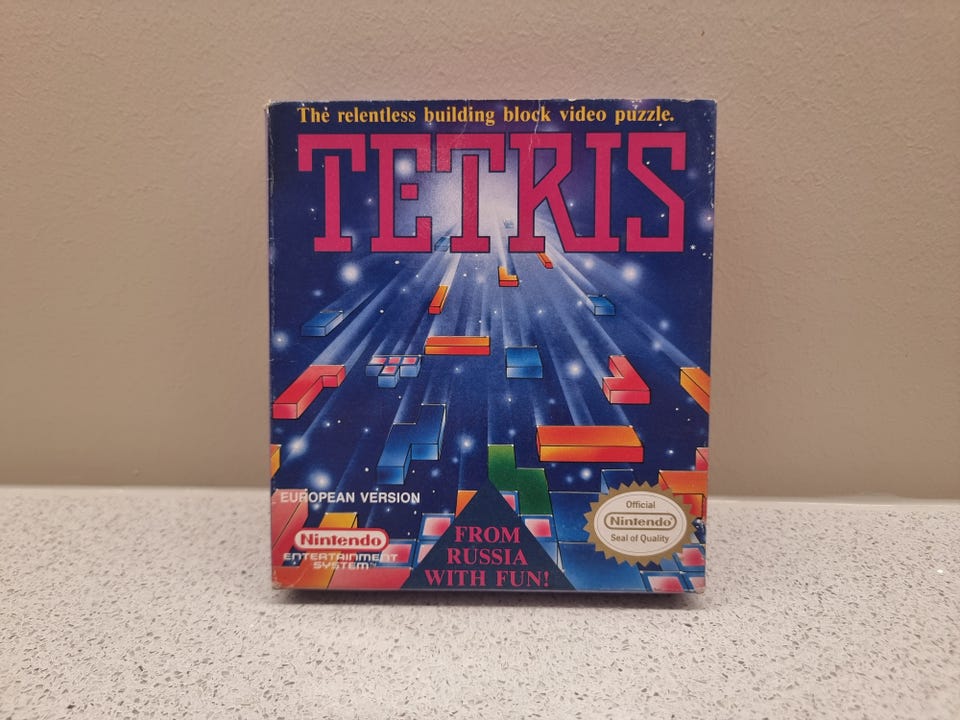 The relentless building block video puzzle.
TETRIS
EUROPEAN VERSION
Nintendo
ENTERTAINMENT
SYSTEM™
FROM
RUSSIA
WITH FUN!
Official
Nintendo
Seal of Quality